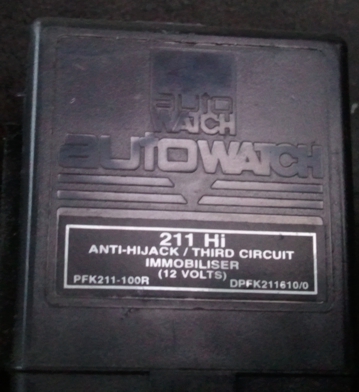 auto
WATCH
autoWATCH
211 Hi
ANTI-HIJACK / THIRD CIRCUIT
IMMOBILISER
(12 VOLTS)
PFK211-100R DPFK211610/0